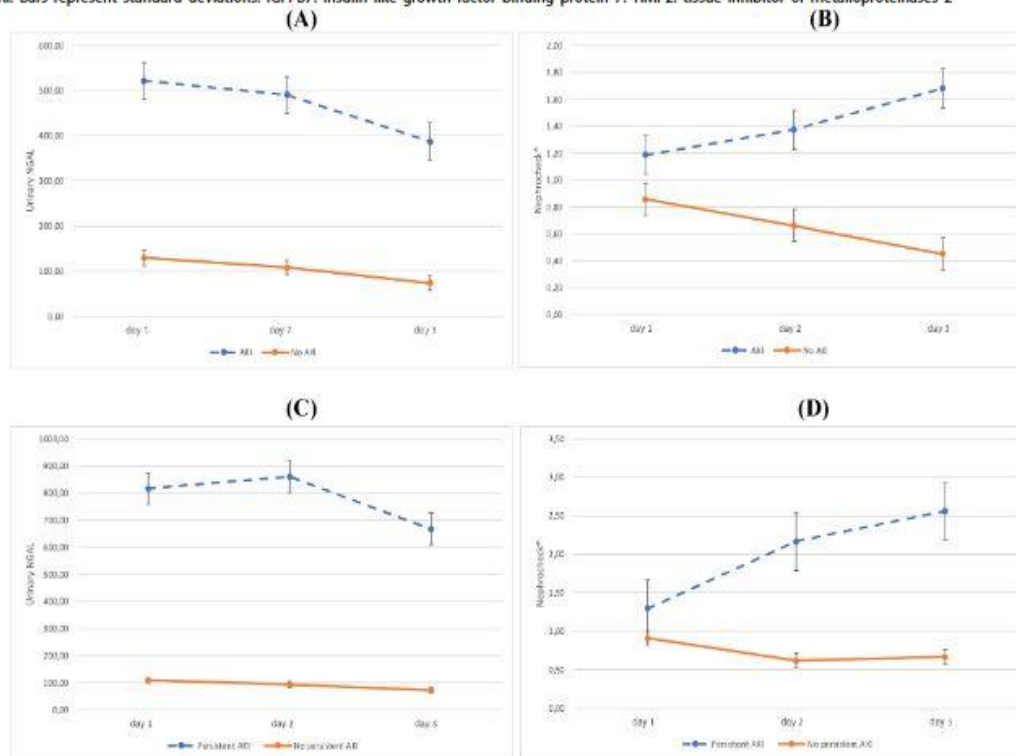 Bars represent standard deviations. IGFPB7: insulin like growth factor binding protein 7. TIMP2: tissue inhibitor of metalloproteinases 2
(A)
(B)
600,00
500,00
400,00
300,00
200,00
100,00
0,00
Urinary NGAL
day 1
day 2
day 3
AKI
No AKI
2,00
1,80
1,60
1,40
1,20
1,00
0,80
0,60
0,40
0,20
0,00
Nephrocheck®
day 1
day 2
day 3
AKI
No AKI
(C)
(D)
1000,00
900,00
800,00
700,00
600,00
500,00
400,00
300,00
200,00
100,00
0,00
Urinary NGAL
day 1
day 2
day 3
Persistent AKI
No persistent AKI
3,50
3,00
2,50
2,00
1,50
1,00
0,50
0,00
Nephrocheck®
day 1
day 2
day 3
Persistent AKI
No persistent AKI